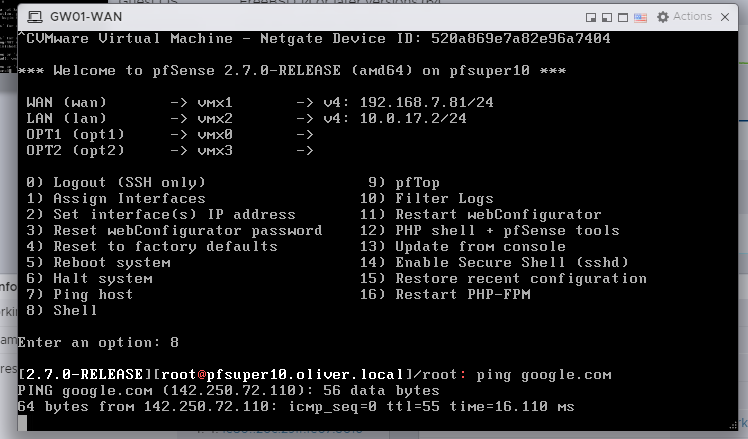 GW01-WAN
Actions
^CVMware Virtual Machine - Netgate Device ID: 520a869e7a82e96a7404
*** Welcome to pfSense 2.7.0-RELEASE (amd64) on pfsuper10 ***
WAN (wan) -> vmx1 -> v4: 192.168.7.81/24
LAN (lan) -> vmx2 -> v4: 10.0.17.2/24
OPT1 (opt1) -> vmx0 ->
OPT2 (opt2) -> vmx3 ->
0) Logout (SSH only) 9) pfTop
1) Assign Interfaces 10) Filter Logs
2) Set interface(s) IP address 11) Restart webConfigurator
3) Reset webConfigurator password 12) PHP shell + pfSense tools
4) Reset to factory defaults 13) Update from console
5) Reboot system 14) Enable Secure Shell (sshd)
6) Halt system 15) Restore recent configuration
7) Ping host 16) Restart PHP-FPM
8) Shell
Enter an option: 8
[2.7.0-RELEASE][root@pfsuper10.oliver.local]/root: ping google.com
PING google.com (142.250.72.110): 56 data bytes
64 bytes from 142.250.72.110: icmp_seq=0 ttl=55 time=16.110 ms